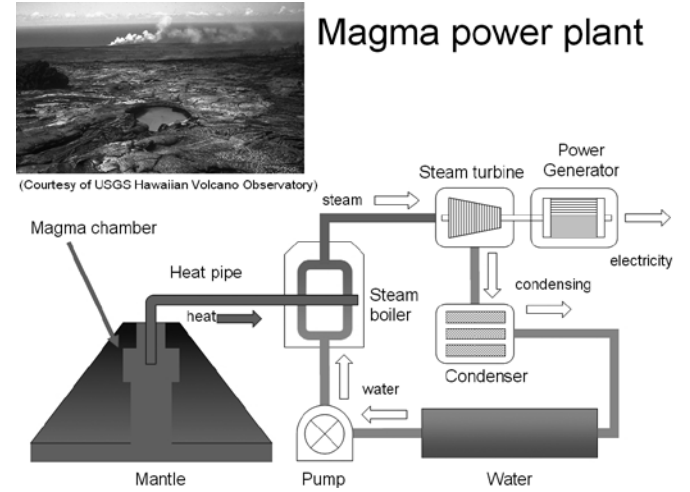 Magma power plant
(Courtesy of USGS Hawaiian Volcano Observatory)
Magma chamber
Heat pipe
heat
steam
Steam turbine
Power
Generator
electricity
Steam
boiler
condensing
Condenser
water
Mantle
Pump
Water